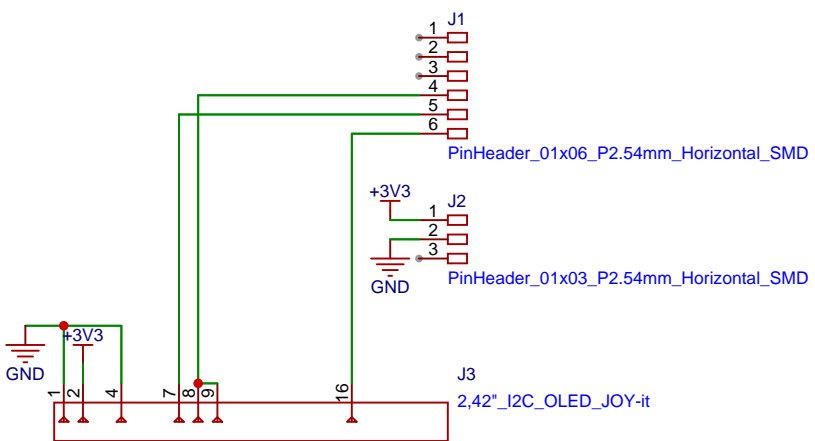 J1
1
2
3
4
5
6
PinHeader_01x06_P2.54mm_Horizontal_SMD
+3V3
J2
1
2
3
GND
PinHeader_01x03_P2.54mm_Horizontal_SMD
+3V3
GND
J3
1
2
4
7
8
9
16
2,42"_I2C_OLED_JOY-it